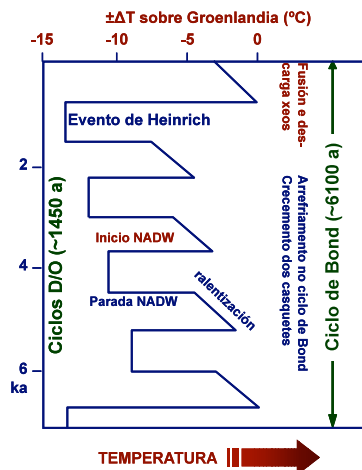 ±ΔT sobre Groenlandia (ºC)
-15
-10
-5
0
Fusión e des-
carga xeos
Evento de Heinrich
2
Ciclos D/O (~1450 a)
Arrefriamento no ciclo de Bond
Crecemento dos casquetes
Ciclo de Bond (~6100 a)
Inicio NADW
4
Parada NADW
ralentización
6
ka
TEMPERATURA